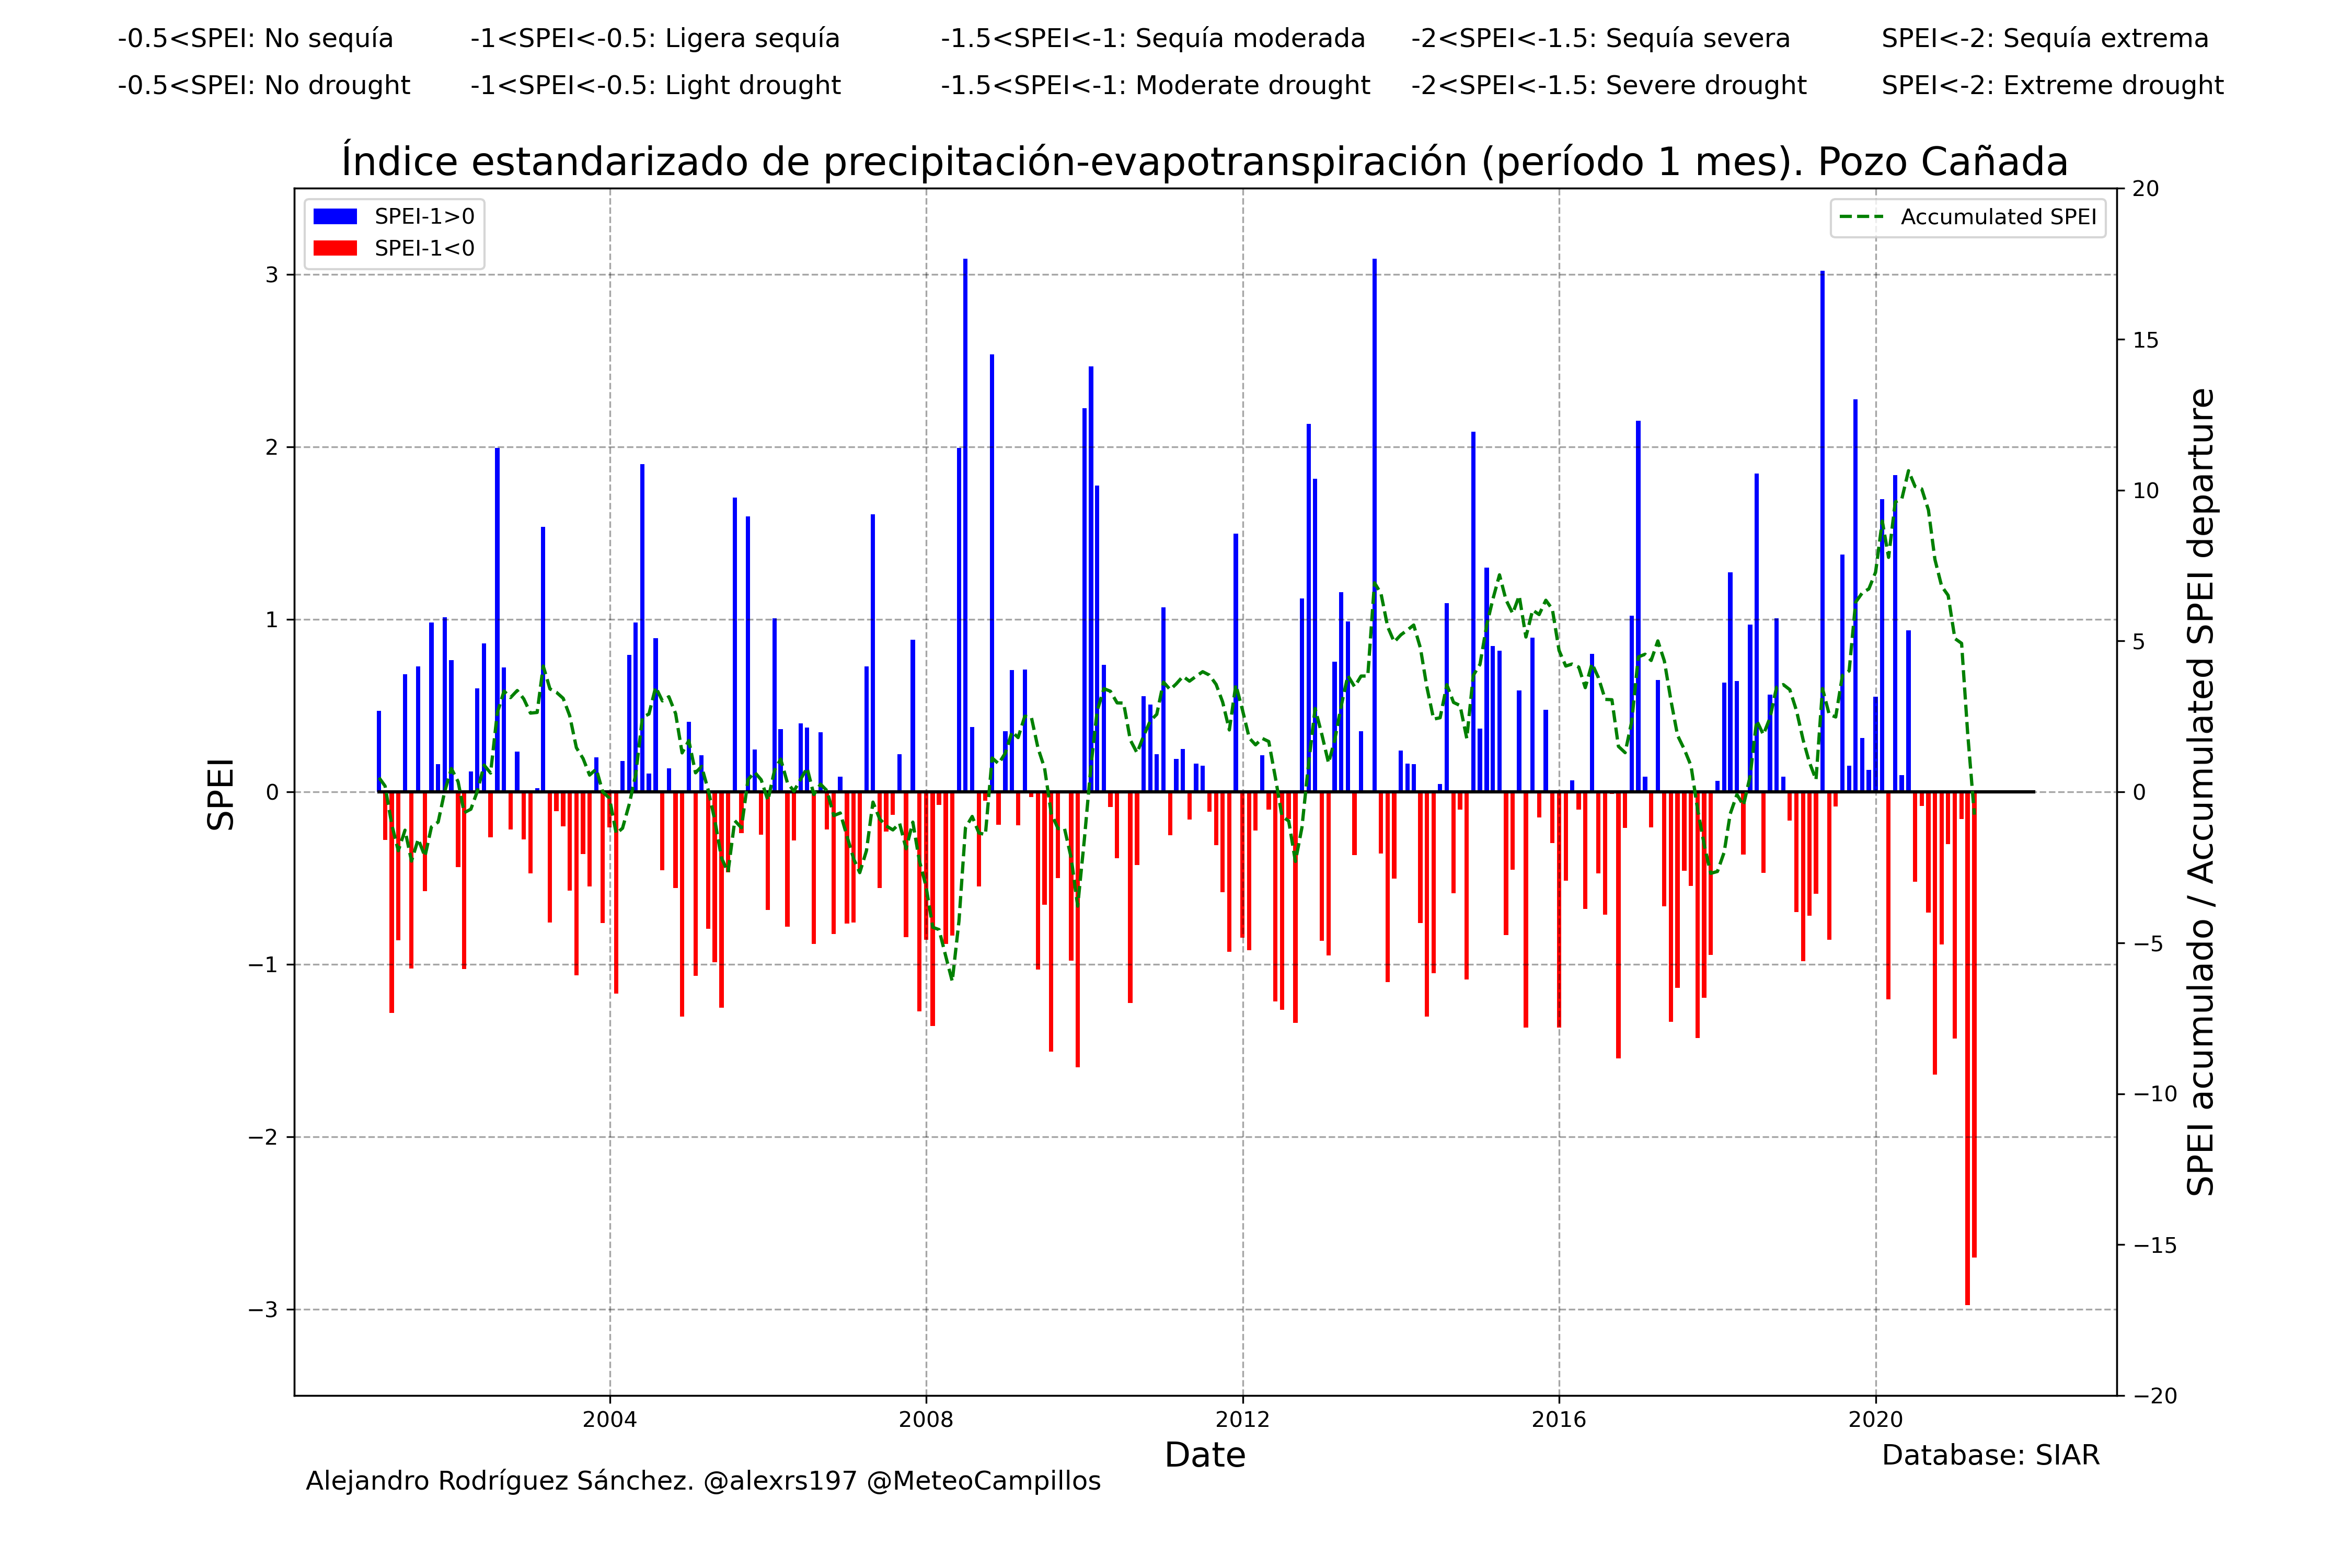 -0.5<SPEI: No sequía -1<SPEI<-0.5: Ligera sequía -1.5<SPEI<-1: Sequía moderada -2<SPEI<-1.5: Sequía severa SPEI<-2: Sequía extrema
-0.5<SPEI: No drought -1<SPEI<-0.5: Light drought -1.5<SPEI<-1: Moderate drought -2<SPEI<-1.5: Severe drought SPEI<-2: Extreme drought
Índice estandarizado de precipitación-evapotranspiración (período 1 mes). Pozo Cañada
SPEI-1>0
SPEI-1<0
Accumulated SPEI
SPEI
3
2
1
0
−1
−2
−3
20
15
10
5
0
−5
−10
−15
−20
SPEI acumulado / Accumulated SPEI departure
2004 2008 2012 2016 2020
Date
Database: SIAR
Alejandro Rodríguez Sánchez. @alexrs197 @MeteoCampillos